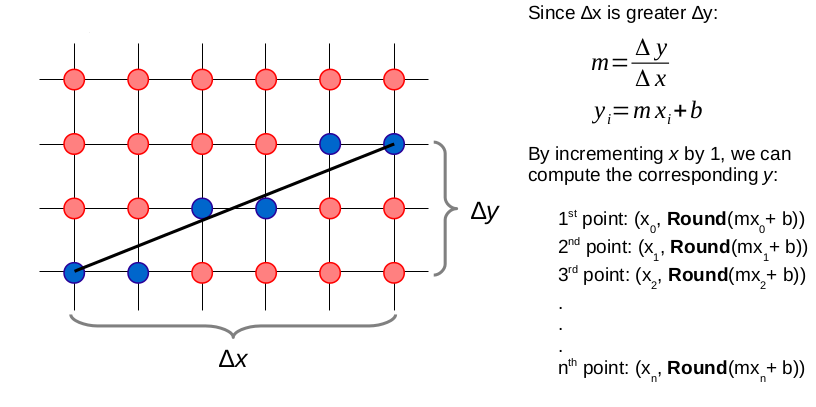 Since Δx is greater Δy:
m=Δy/Δx
yᵢ=mxᵢ+b
By incrementing x by 1, we can
compute the corresponding y:
1st point: (x₀, Round(mx₀+ b))
2nd point: (x₁, Round(mx₁+ b))
3rd point: (x₂, Round(mx₂+ b))
.
.
.
nth point: (xₙ, Round(mxₙ+ b))
Δy
Δx